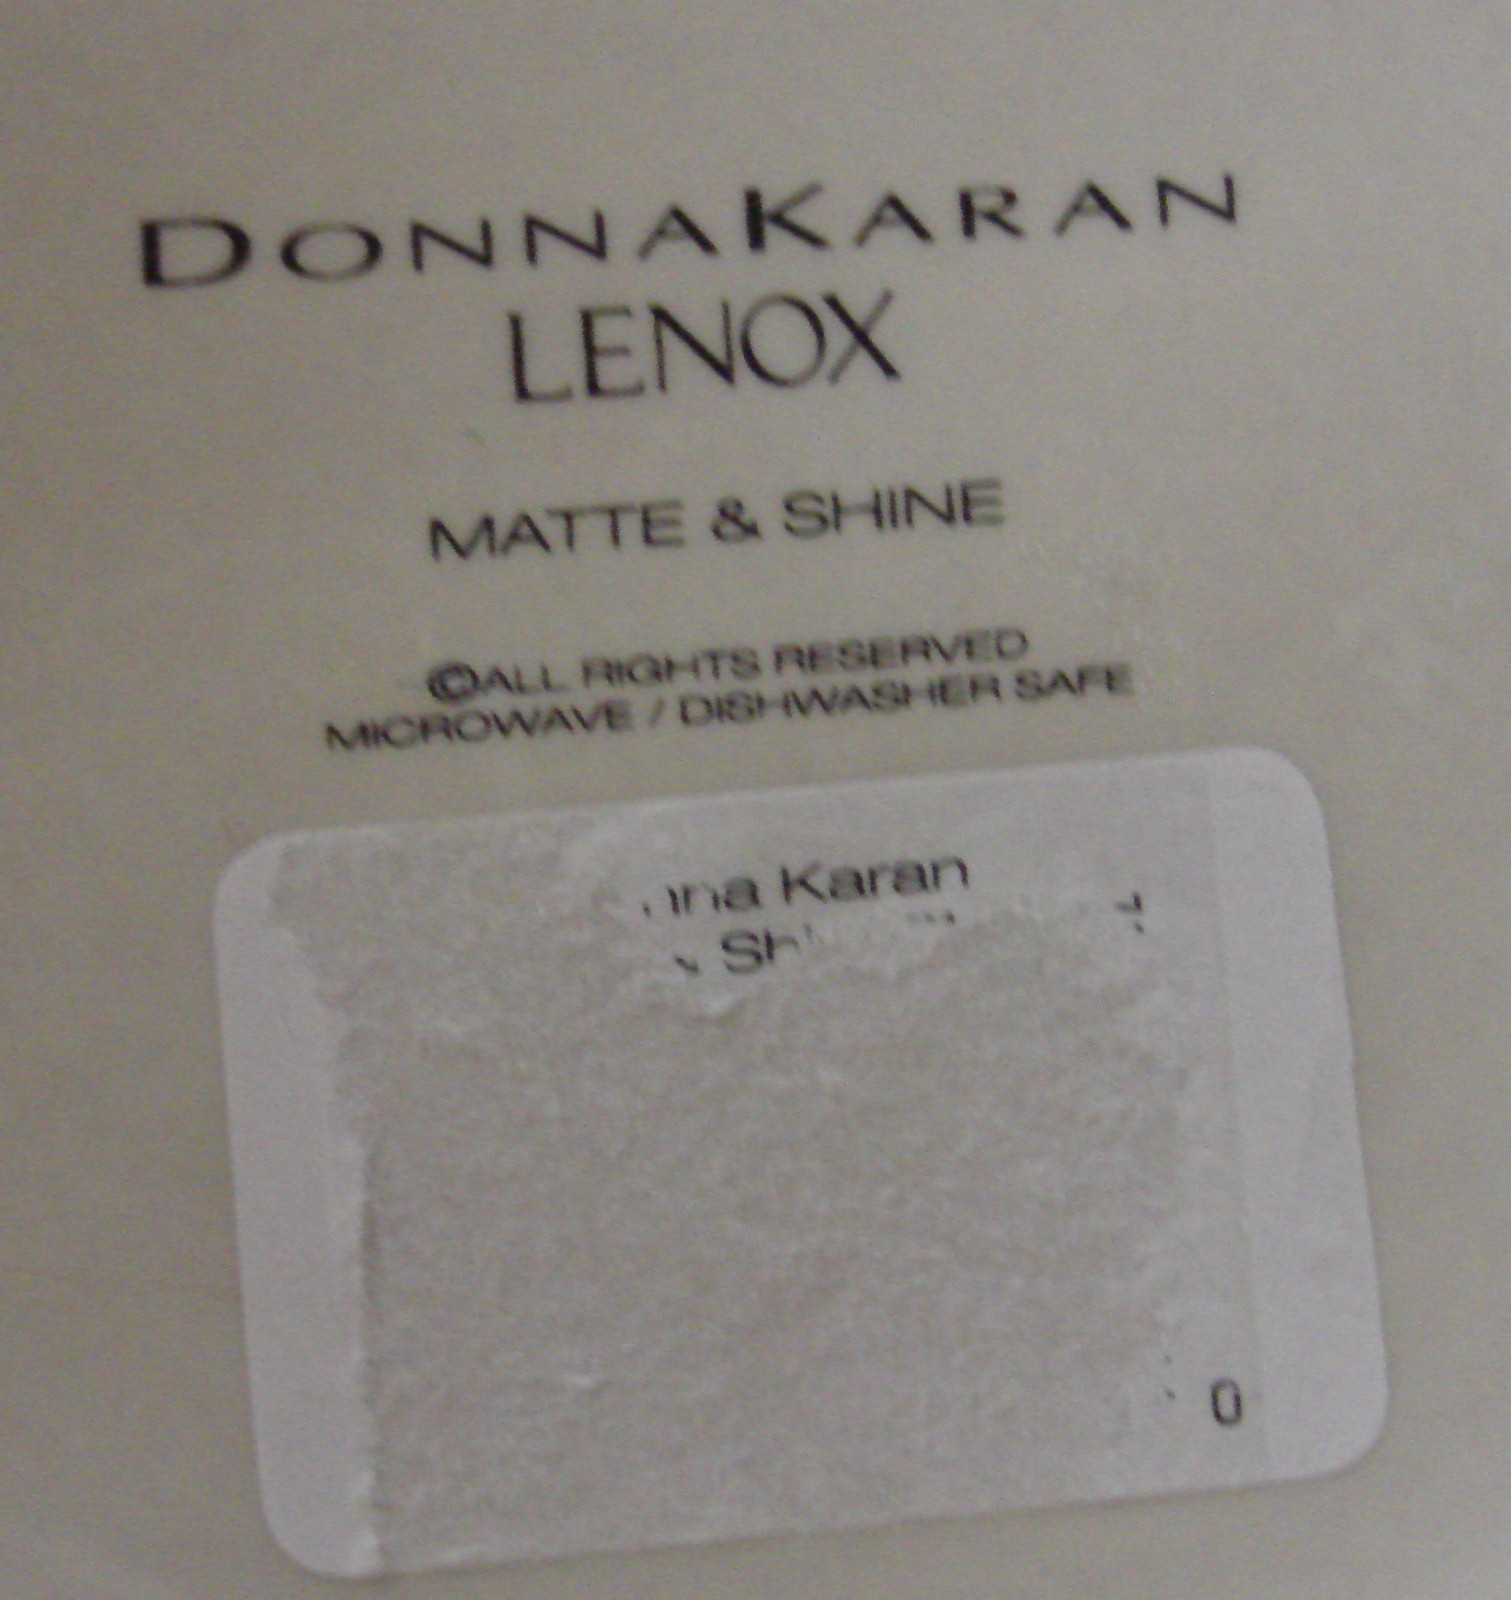 DONNAKARAN
LENOX
MATTE & SHINE
©ALL RIGHTS RESERVED
MICROWAVE / DISHWASHER SAFE
Karan
0